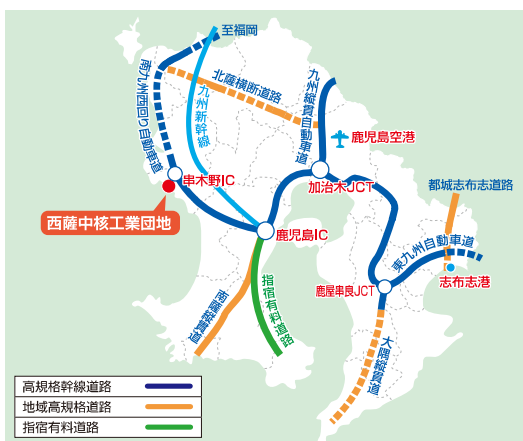 至福岡
南九州西回り自動車道
北薩横断道路
九州新幹線
九州縦貫自動車道
鹿児島空港
串木野IC
加治木JCT
都城志布志道路
西薩中核工業団地
鹿児島IC
東九州自動車道
志布志港
鹿屋串良JCT
指宿有料道路
南薩縦貫道
大隅縦貫道
高規格幹線道路
地域高規格道路
指宿有料道路